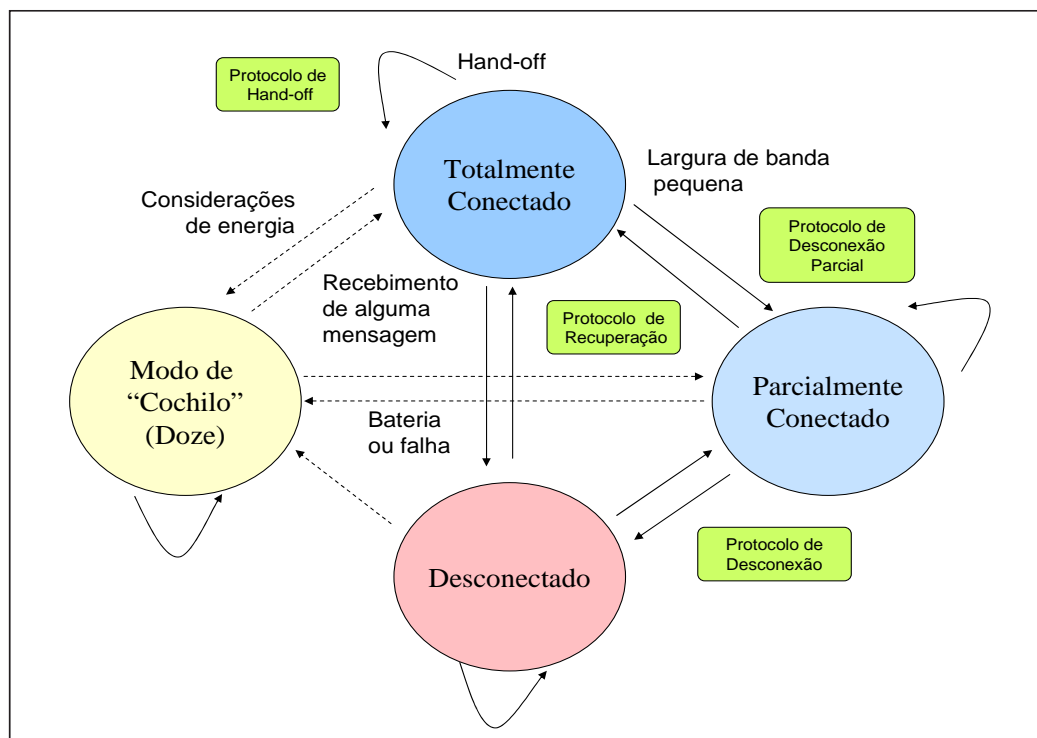 Hand-off
Protocolo de
Hand-off
Totalmente
Conectado
Largura de banda
pequena
Considerações
de energia
Protocolo de
Desconexão
Parcial
Recebimento
de alguma
mensagem
Protocolo de
Recuperação
Modo de
“Cochilo”
(Doze)
Parcialmente
Conectado
Bateria
ou falha
Protocolo de
Desconexão
Desconectado